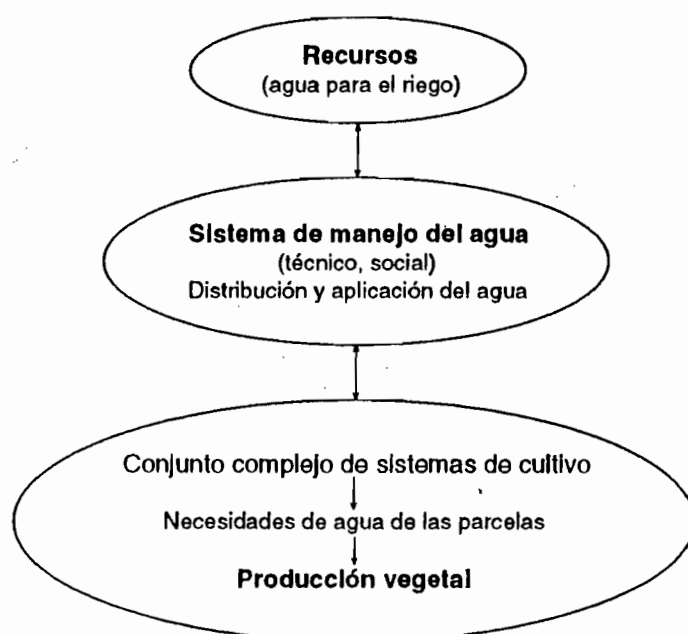 Recursos
(agua para el riego)
Sistema de manejo del agua
(técnico, social)
Distribución y aplicación del agua
Conjunto complejo de sistemas de cultivo
Necesidades de agua de las parcelas
Producción vegetal